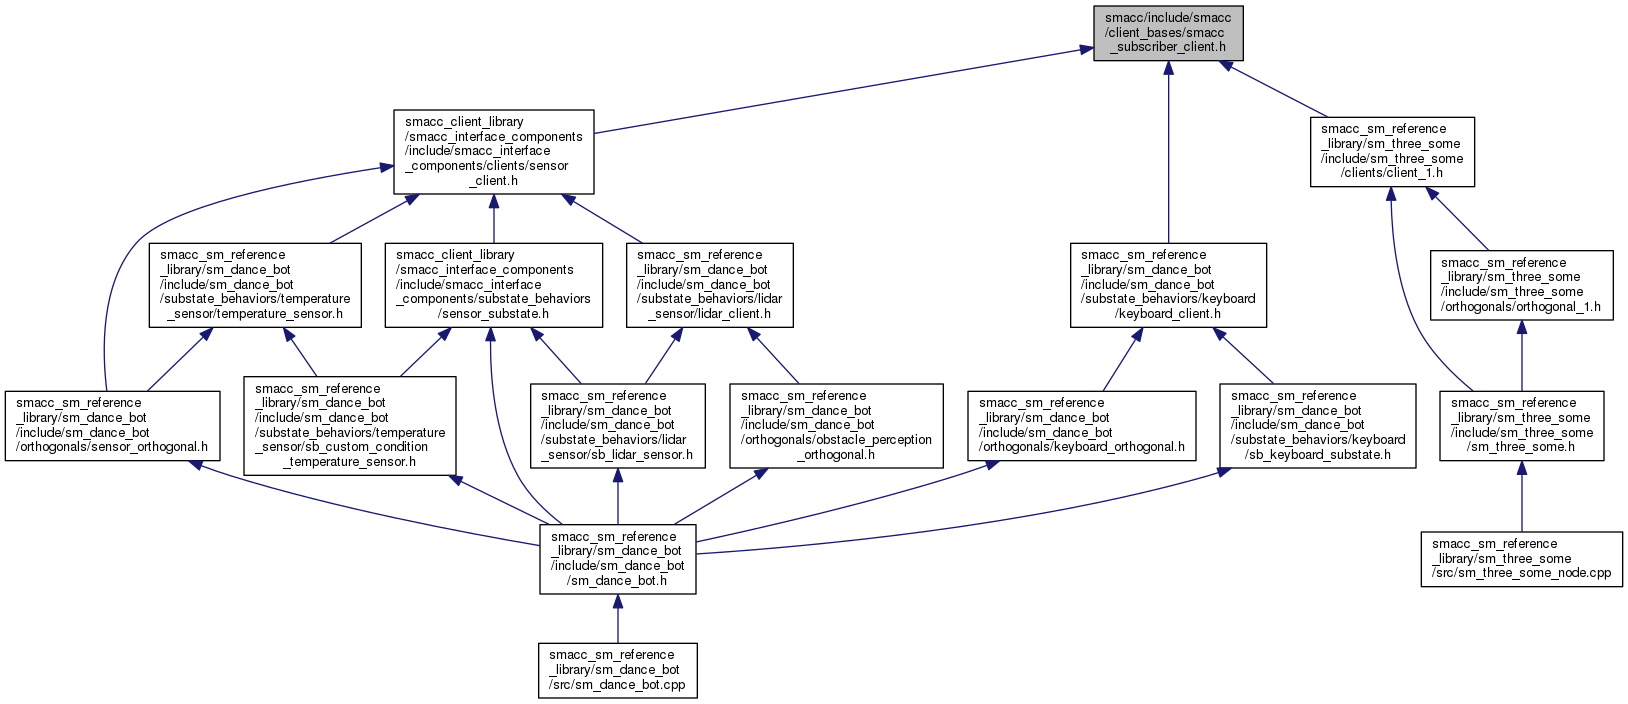 smacc/include/smacc
/client_bases/smacc
_subscriber_client.h
smacc_client_library
/smacc_interface_components
/include/smacc_interface
_components/clients/sensor
_client.h
smacc_sm_reference
_library/sm_three_some
/include/sm_three_some
/clients/client_1.h
smacc_sm_reference
_library/sm_dance_bot
/include/sm_dance_bot
/substate_behaviors/temperature
_sensor/temperature_sensor.h
smacc_client_library
/smacc_interface_components
/include/smacc_interface
_components/substate_behaviors
/sensor_substate.h
smacc_sm_reference
_library/sm_dance_bot
/include/sm_dance_bot
/substate_behaviors/lidar
_sensor/lidar_client.h
smacc_sm_reference
_library/sm_dance_bot
/include/sm_dance_bot
/substate_behaviors/keyboard
/keyboard_client.h
smacc_sm_reference
_library/sm_three_some
/include/sm_three_some
/orthogonals/orthogonal_1.h
smacc_sm_reference
_library/sm_dance_bot
/include/sm_dance_bot
/orthogonals/sensor_orthogonal.h
smacc_sm_reference
_library/sm_dance_bot
/include/sm_dance_bot
/substate_behaviors/temperature
_sensor/sb_custom_condition
_temperature_sensor.h
smacc_sm_reference
_library/sm_dance_bot
/include/sm_dance_bot
/substate_behaviors/lidar
_sensor/sb_lidar_sensor.h
smacc_sm_reference
_library/sm_dance_bot
/include/sm_dance_bot
/orthogonals/obstacle_perception
_orthogonal.h
smacc_sm_reference
_library/sm_dance_bot
/include/sm_dance_bot
/orthogonals/keyboard_orthogonal.h
smacc_sm_reference
_library/sm_dance_bot
/include/sm_dance_bot
/substate_behaviors/keyboard
/sb_keyboard_substate.h
smacc_sm_reference
_library/sm_three_some
/include/sm_three_some
/sm_three_some.h
smacc_sm_reference
_library/sm_dance_bot
/include/sm_dance_bot
/sm_dance_bot.h
smacc_sm_reference
_library/sm_three_some
/src/sm_three_some_node.cpp
smacc_sm_reference
_library/sm_dance_bot
/src/sm_dance_bot.cpp